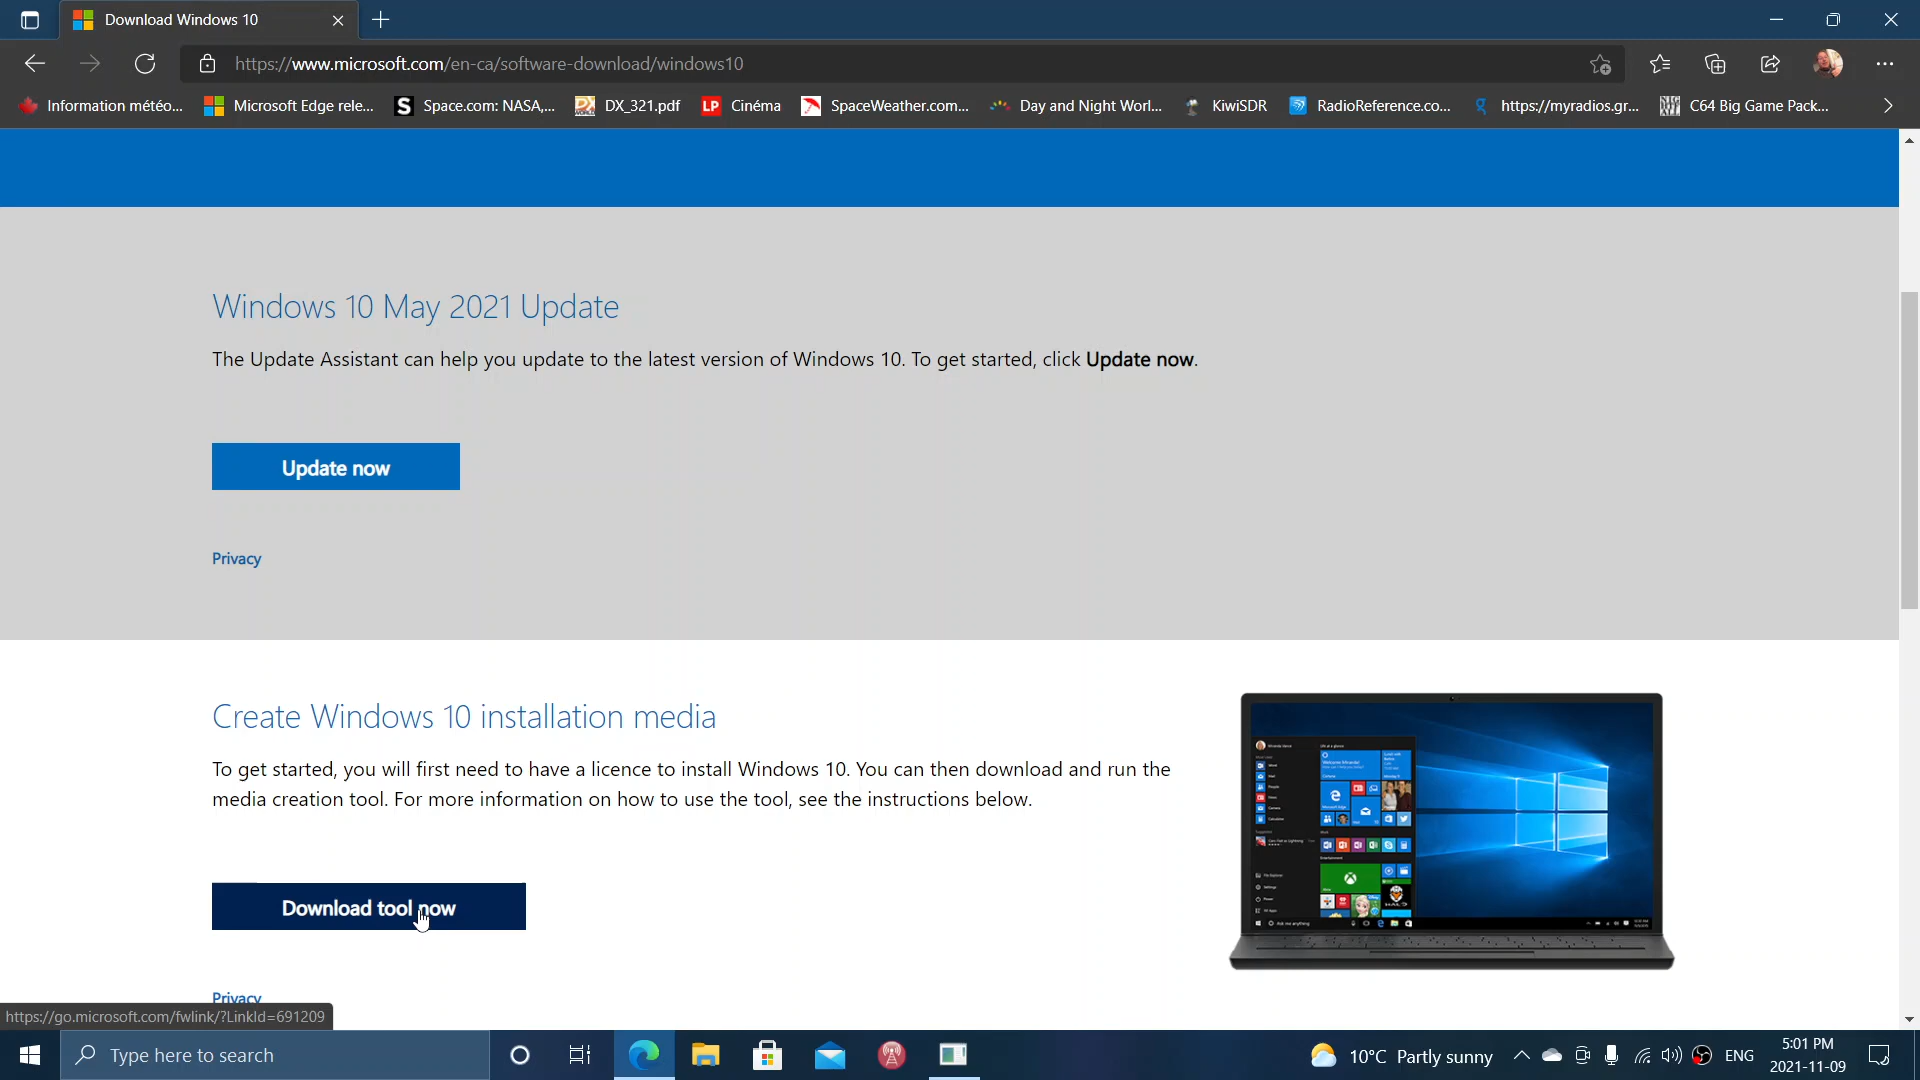 Download Windows 10
https://www.microsoft.com/en-ca/software-download/windows10
Information météo... Microsoft Edge rele... Space.com: NASA,... DX_321.pdf LP Cinéma SpaceWeather.com... Day and Night Worl... KiwiSDR RadioReference.co... https://myradios.gr... C64 Big Game Pack...
Windows 10 May 2021 Update
The Update Assistant can help you update to the latest version of Windows 10. To get started, click Update now.
Update now
Privacy
Create Windows 10 installation media
To get started, you will first need to have a licence to install Windows 10. You can then download and run the
media creation tool. For more information on how to use the tool, see the instructions below.
Download tool now
Privacy
https://go.microsoft.com/fwlink/?LinkId=691209
Type here to search
10°C Partly sunny
ENG
5:01 PM
2021-11-09